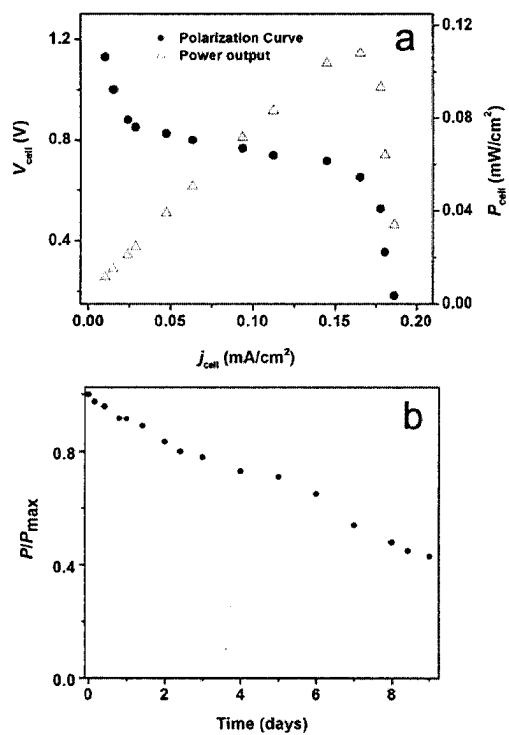 a
● Polarization Curve
△ Power output
1.2
0.8
0.4
V_cell (V)
0.12
0.08
0.04
0.00
P_cell (mW/cm²)
0.00 0.05 0.10 0.15 0.20
j_cell (mA/cm²)
b
0.8
0.4
0.0
P/Pmax
0 2 4 6 8
Time (days)